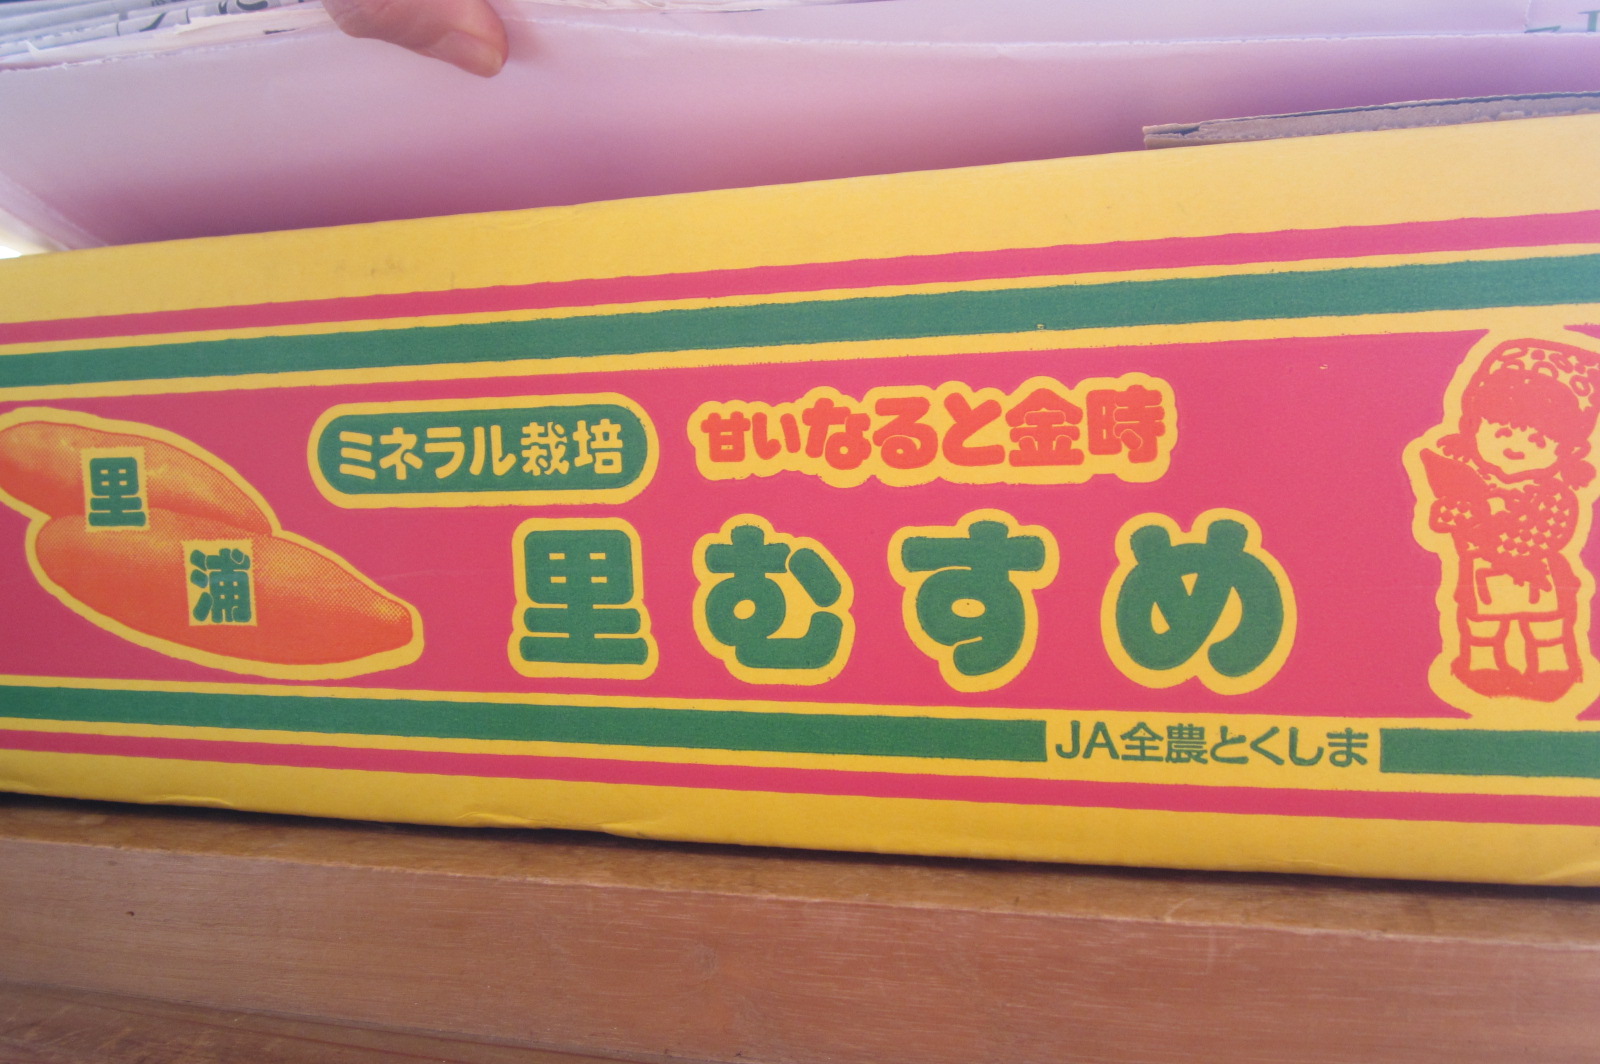 里
浦
ミネラル栽培
甘いなると金時
里むすめ
JA全農とくしま